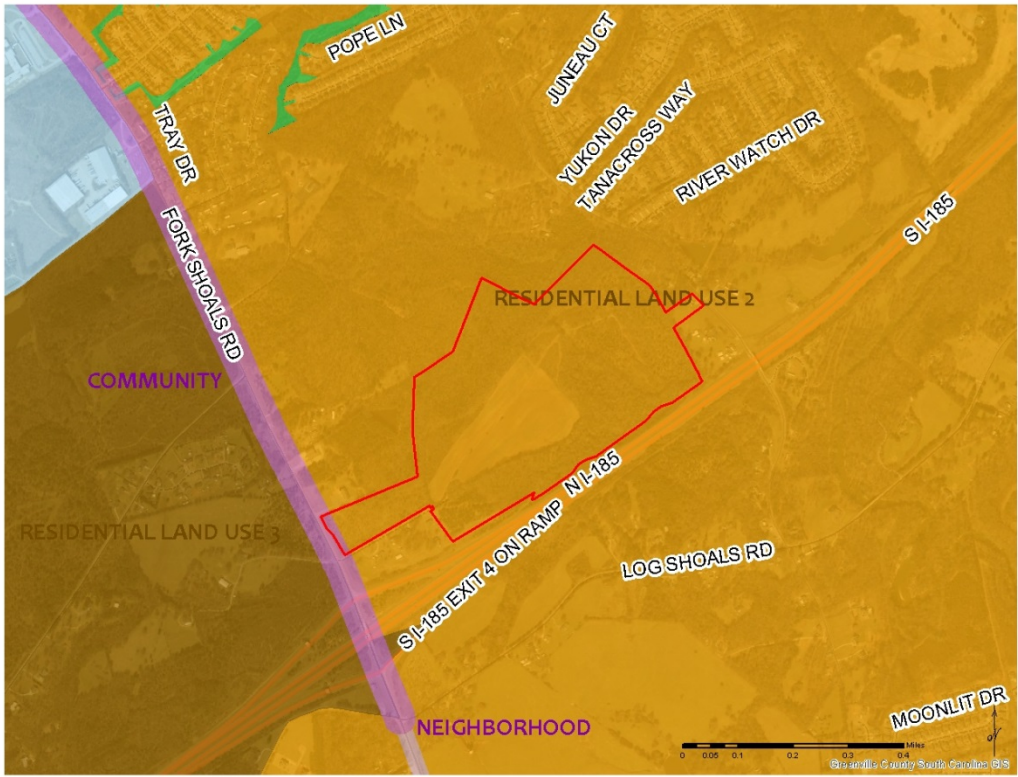 POPE LN
JUNEAU CT
TRAY DR
YUKON DR
TANACROSS WAY
RIVER WATCH DR
S I-185
FORK SHOALS RD
RESIDENTIAL LAND USE 2
COMMUNITY
N I-185
RESIDENTIAL LAND USE 3
S I-185 EXIT 4 ON RAMP
LOG SHOALS RD
NEIGHBORHOOD
MOONLIT DR
Miles
0 0.05 0.1 0.2 0.3 0.4
Greenville County South Carolina GIS